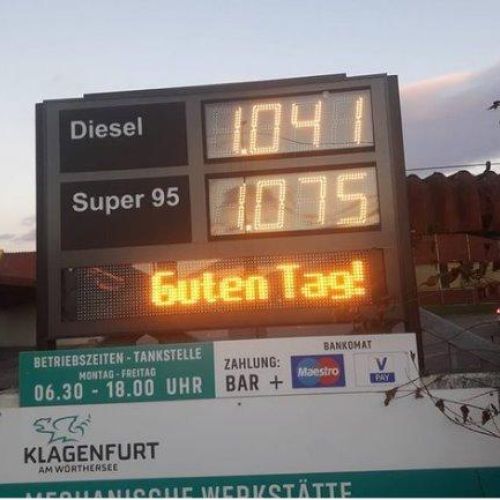 Diesel 1.041
Super 95 1.075
Guten Tag!
BETRIEBSZEITEN - TANKSTELLE
MONTAG - FREITAG
06.30 - 18.00 UHR
ZAHLUNG:
BAR +
BANKOMAT
Maestro
V PAY
KLAGENFURT
AM WÖRTHERSEE
MECHANISCHE WERKSTÄTTE